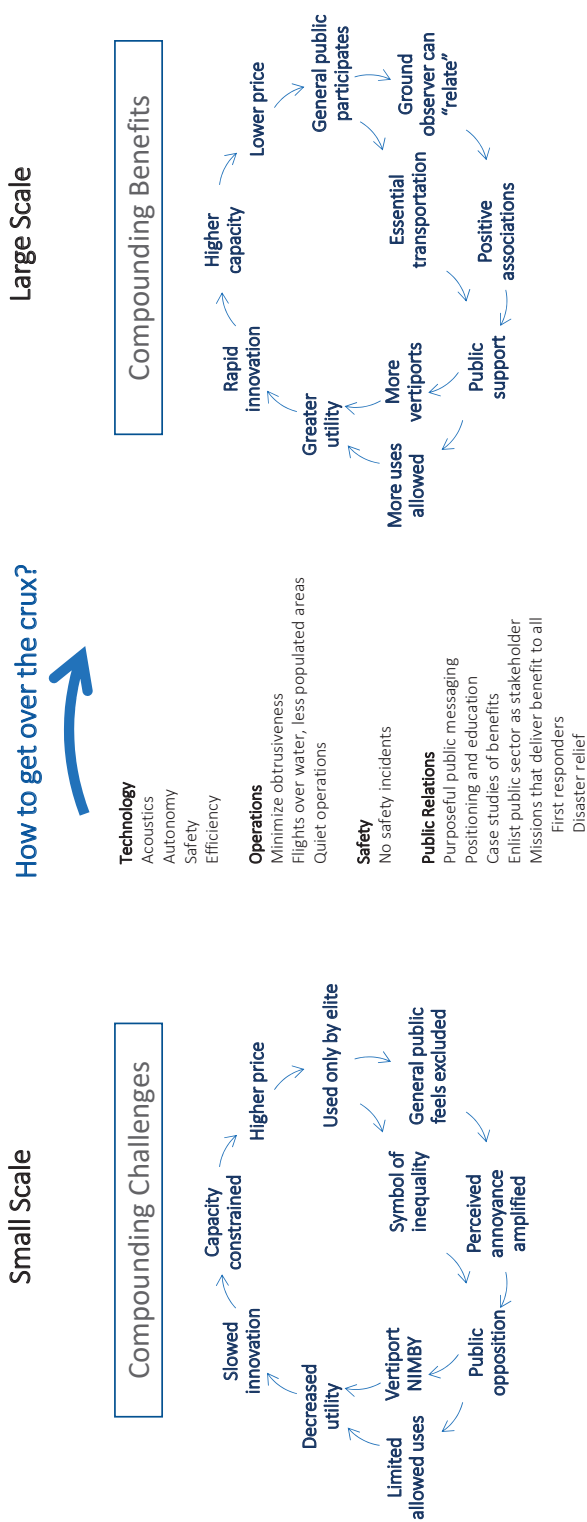 Small Scale
Compounding Challenges
Capacity
constrained
Higher price
Used only by elite
General public
feels excluded
Symbol of
inequality
Perceived
annoyance
amplified
Public
opposition
Vertiport
NIMBY
Limited
allowed uses
Decreased
utility
Slowed
innovation
How to get over the crux?
Technology
Acoustics
Autonomy
Safety
Efficiency
Operations
Minimize obtrusiveness
Flights over water, less populated areas
Quiet operations
Safety
No safety incidents
Public Relations
Purposeful public messaging
Positioning and education
Case studies of benefits
Enlist public sector as stakeholder
Missions that deliver benefit to all
First responders
Disaster relief
Large Scale
Compounding Benefits
Higher
capacity
Lower price
General public
participates
Ground
observer can
“relate”
Essential
transportation
Positive
associations
Public
support
More
vertiports
More uses
allowed
Greater
utility
Rapid
innovation